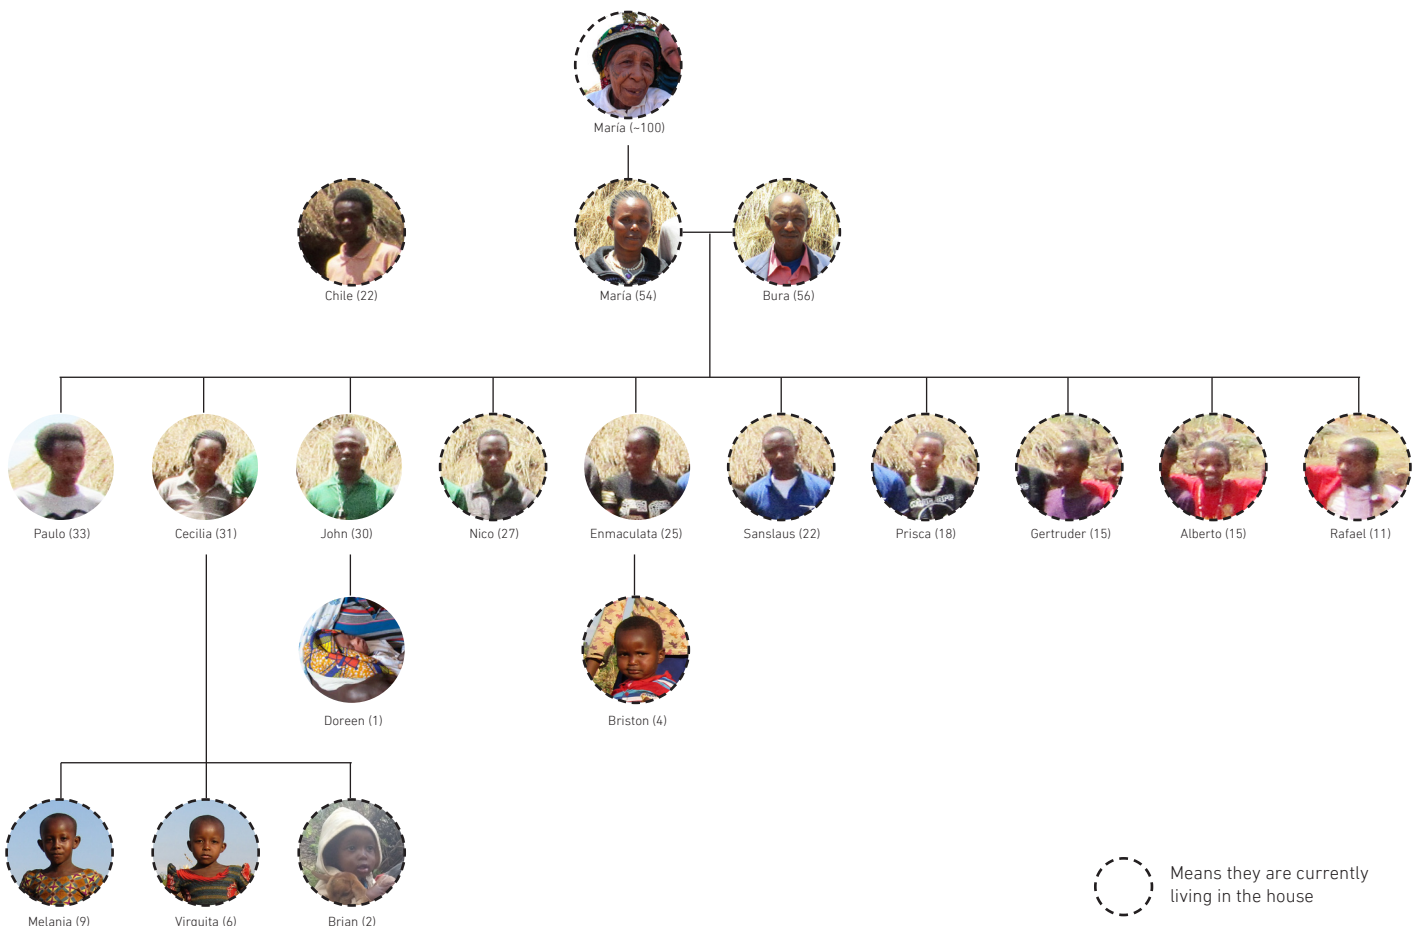 María (~100)
Chile (22)
María (54)
Bura (56)
Paulo (33)
Cecilia (31)
John (30)
Nico (27)
Enmaculata (25)
Sanslaus (22)
Prisca (18)
Gertruder (15)
Alberto (15)
Rafael (11)
Doreen (1)
Briston (4)
Melania (9)
Virguita (6)
Brian (2)
Means they are currently
living in the house